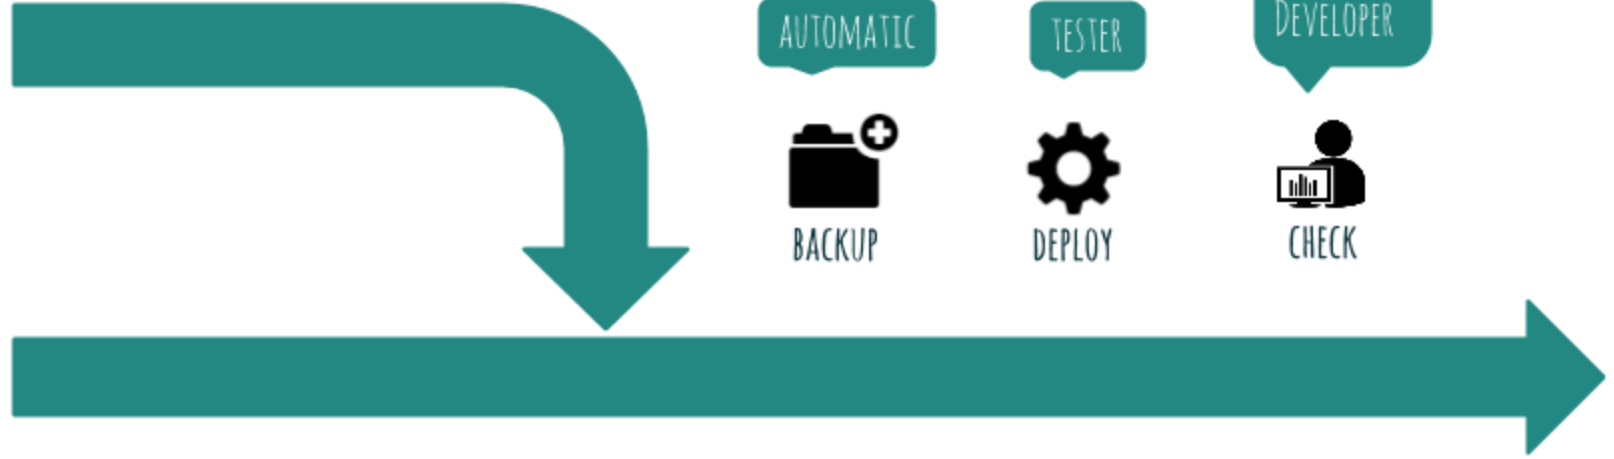 AUTOMATIC
TESTER
DEVELOPER
BACKUP
DEPLOY
CHECK